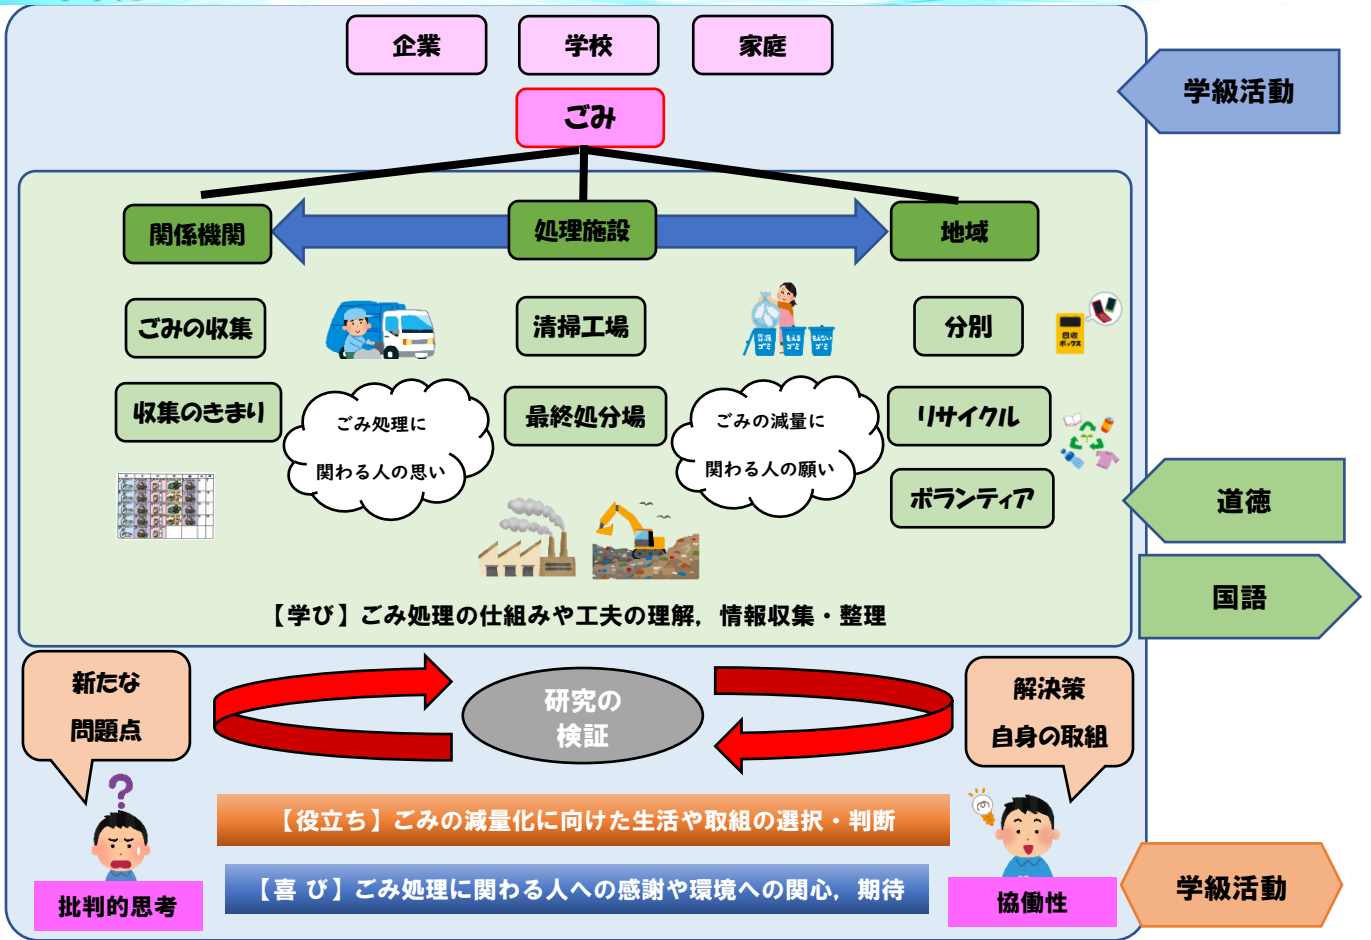 企業
学校
家庭
ごみ
学級活動
関係機関
処理施設
地域
ごみの収集
清掃工場
分別
収集のきまり
最終処分場
リサイクル
ボランティア
ごみ処理に
関わる人の思い
ごみの減量に
関わる人の願い
回収
ボックス
道徳
国語
【学び】ごみ処理の仕組みや工夫の理解，情報収集・整理
新たな
問題点
研究の
検証
解決策
自身の取組
【役立ち】ごみの減量化に向けた生活や取組の選択・判断
【喜 び】ごみ処理に関わる人への感謝や環境への関心，期待
批判的思考
協働性
学級活動